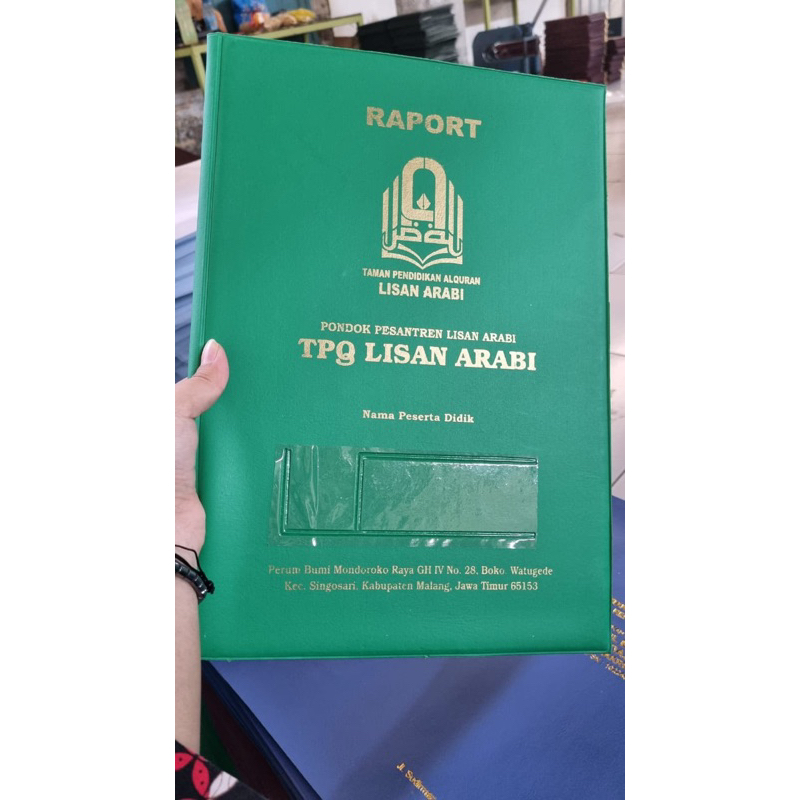 RAPORT
TAMAN PENDIDIKAN ALQURAN
LISAN ARABI
PONDOK PESANTREN LISAN ARABI
TPQ LISAN ARABI
Nama Peserta Didik
Perum Bumi Mondoroko Raya GH IV No. 28, Boko, Watugede
Kec. Singosari, Kabupaten Malang, Jawa Timur 65153